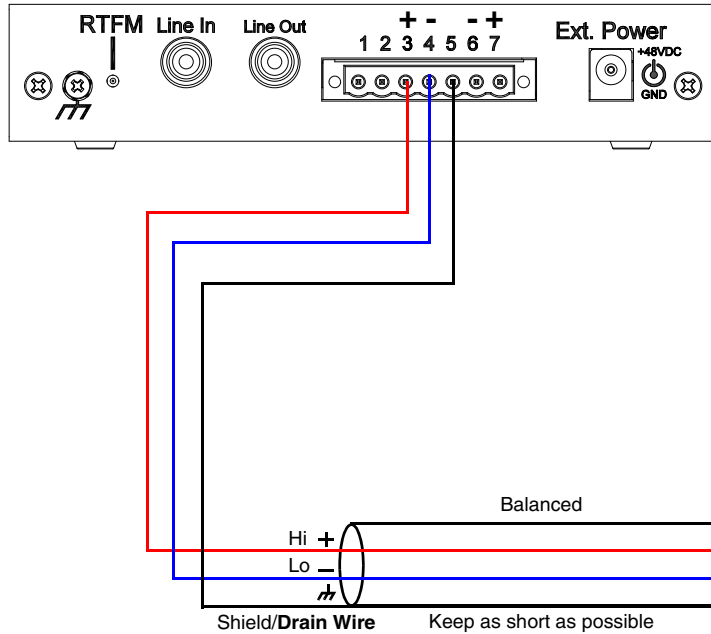 + - - +
RTFM Line In Line Out 1 2 3 4 5 6 7 Ext. Power
+48VDC
GND
Balanced
Hi +
Lo –
Shield/Drain Wire Keep as short as possible